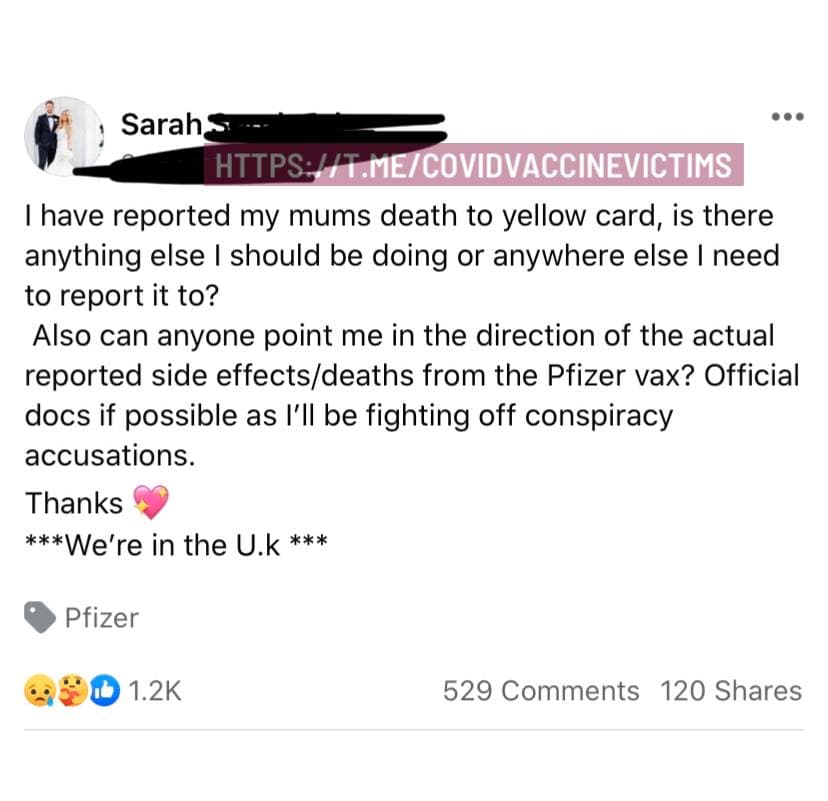 Sarah
HTTPS://T.ME/COVIDVACCINEVICTIMS
I have reported my mums death to yellow card, is there
anything else I should be doing or anywhere else I need
to report it to?
Also can anyone point me in the direction of the actual
reported side effects/deaths from the Pfizer vax? Official
docs if possible as I’ll be fighting off conspiracy
accusations.
Thanks 💖
***We’re in the U.k ***
Pfizer
1.2K 529 Comments 120 Shares